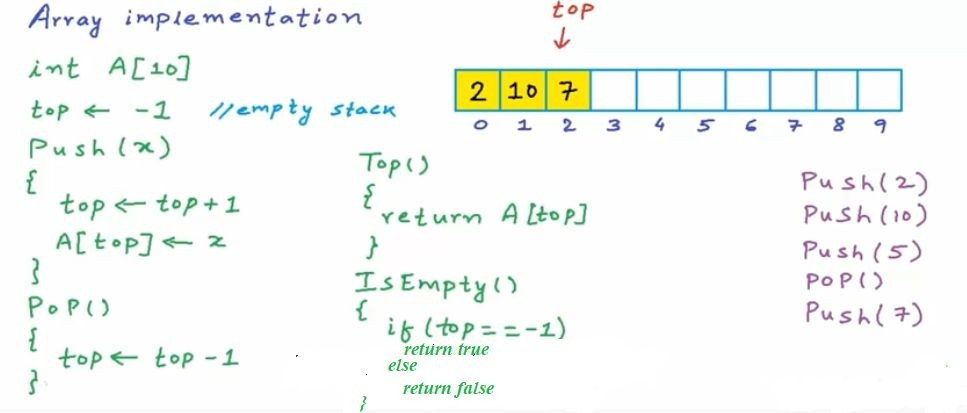 Array implementation
int A[10]
top ← -1 //empty stack
Push(x)
{
top ← top + 1
A[top] ← x
}
PoP()
{
top ← top - 1
}
Top()
{
return A[top]
}
IsEmpty()
{
if (top == -1)
return true
else
return false
}
top
↓
2 10 7
0 1 2 3 4 5 6 7 8 9
Push(2)
Push(10)
Push(5)
PoP()
Push(7)